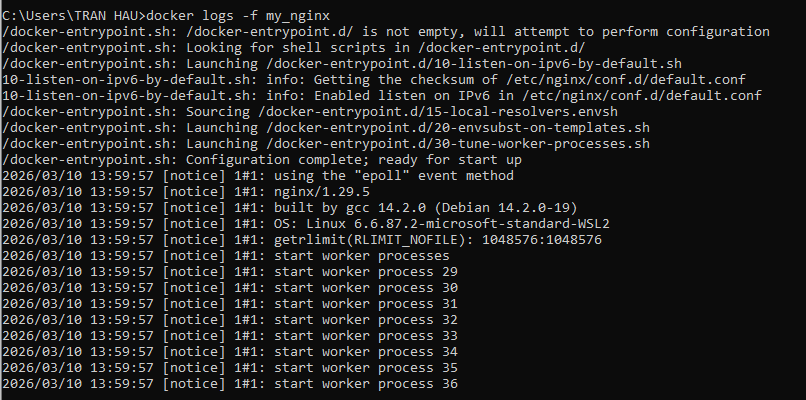 C:\Users\TRAN HAU>docker logs -f my_nginx
/docker-entrypoint.sh: /docker-entrypoint.d/ is not empty, will attempt to perform configuration
/docker-entrypoint.sh: Looking for shell scripts in /docker-entrypoint.d/
/docker-entrypoint.sh: Launching /docker-entrypoint.d/10-listen-on-ipv6-by-default.sh
10-listen-on-ipv6-by-default.sh: info: Getting the checksum of /etc/nginx/conf.d/default.conf
10-listen-on-ipv6-by-default.sh: info: Enabled listen on IPv6 in /etc/nginx/conf.d/default.conf
/docker-entrypoint.sh: Sourcing /docker-entrypoint.d/15-local-resolvers.envsh
/docker-entrypoint.sh: Launching /docker-entrypoint.d/20-envsubst-on-templates.sh
/docker-entrypoint.sh: Launching /docker-entrypoint.d/30-tune-worker-processes.sh
/docker-entrypoint.sh: Configuration complete; ready for start up
2026/03/10 13:59:57 [notice] 1#1: using the "epoll" event method
2026/03/10 13:59:57 [notice] 1#1: nginx/1.29.5
2026/03/10 13:59:57 [notice] 1#1: built by gcc 14.2.0 (Debian 14.2.0-19)
2026/03/10 13:59:57 [notice] 1#1: OS: Linux 6.6.87.2-microsoft-standard-WSL2
2026/03/10 13:59:57 [notice] 1#1: getrlimit(RLIMIT_NOFILE): 1048576:1048576
2026/03/10 13:59:57 [notice] 1#1: start worker processes
2026/03/10 13:59:57 [notice] 1#1: start worker process 29
2026/03/10 13:59:57 [notice] 1#1: start worker process 30
2026/03/10 13:59:57 [notice] 1#1: start worker process 31
2026/03/10 13:59:57 [notice] 1#1: start worker process 32
2026/03/10 13:59:57 [notice] 1#1: start worker process 33
2026/03/10 13:59:57 [notice] 1#1: start worker process 34
2026/03/10 13:59:57 [notice] 1#1: start worker process 35
2026/03/10 13:59:57 [notice] 1#1: start worker process 36